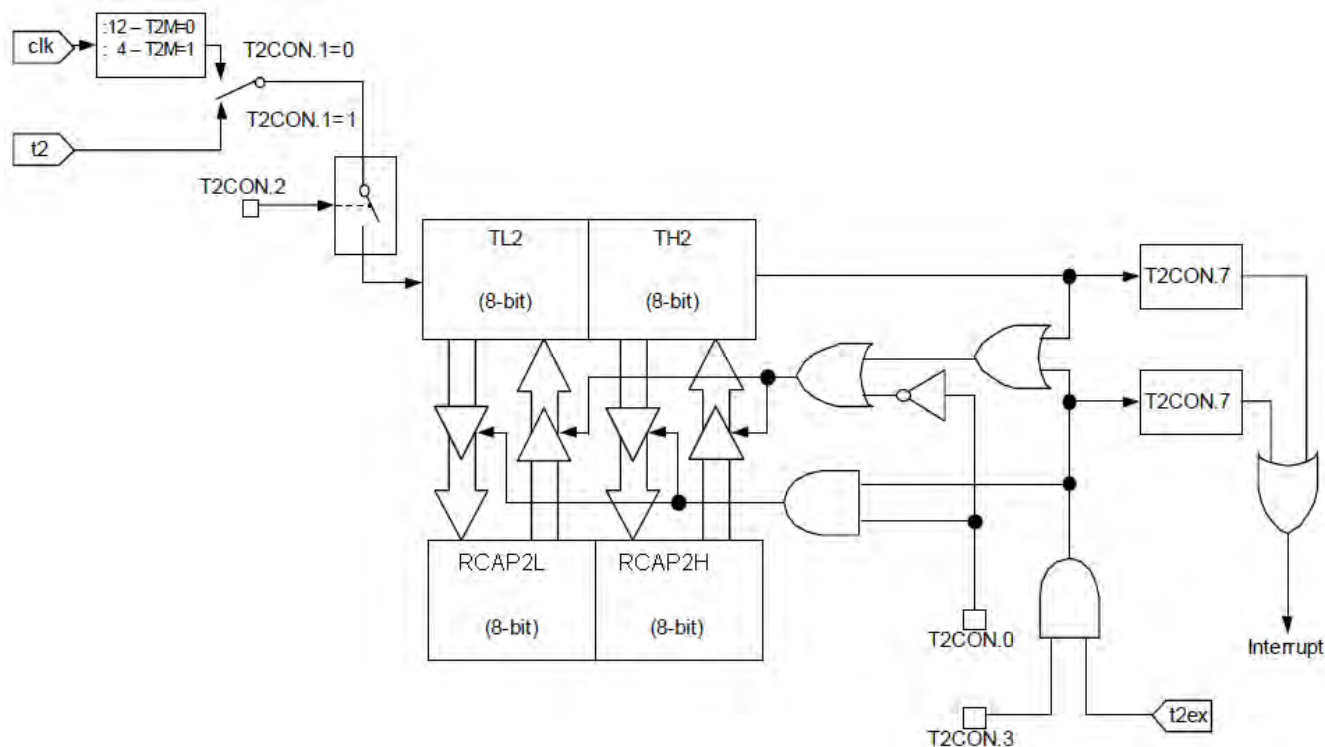 :12 – T2M=0
: 4 – T2M=1
clk
T2CON.1=0
T2CON.1=1
t2
T2CON.2
TL2
TH2
(8-bit)
(8-bit)
T2CON.7
T2CON.7
RCAP2L
RCAP2H
(8-bit)
(8-bit)
T2CON.0
Interrupt
t2ex
T2CON.3